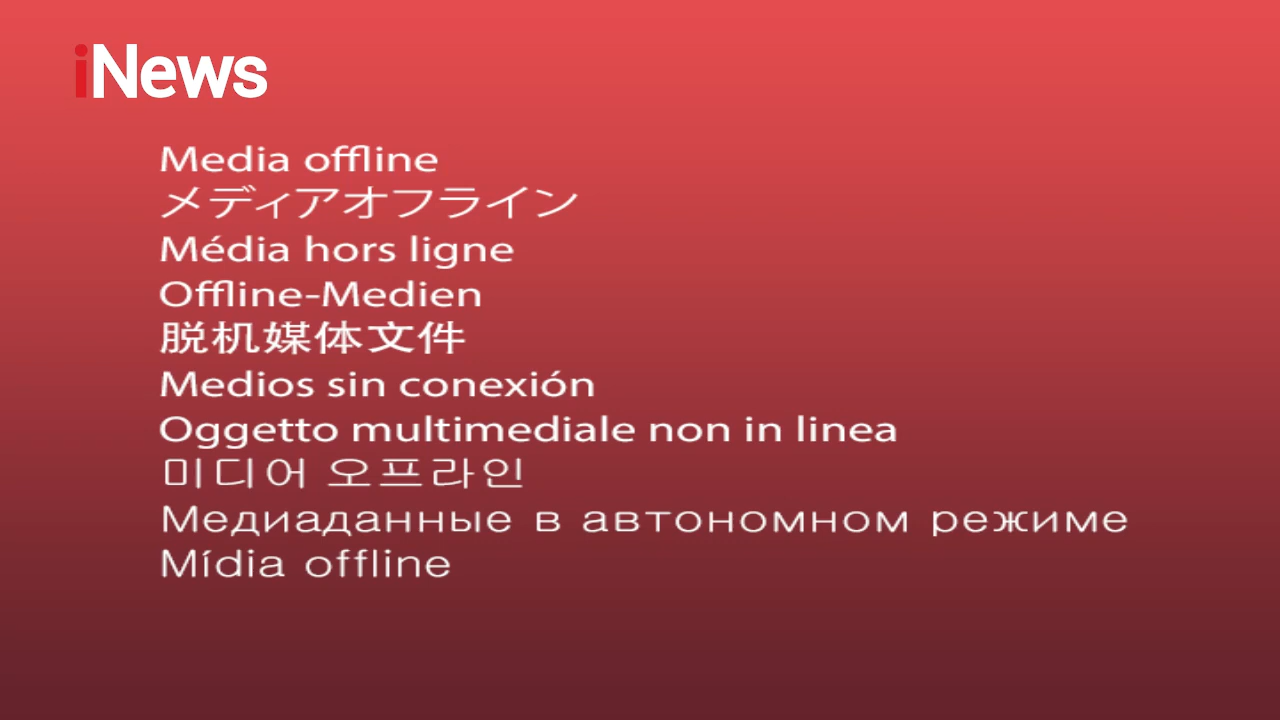 iNews
Media offline
メディアオフライン
Média hors ligne
Offline-Medien
脱机媒体文件
Medios sin conexión
Oggetto multimediale non in linea
미디어 오프라인
Медиаданные в автономном режиме
Mídia offline